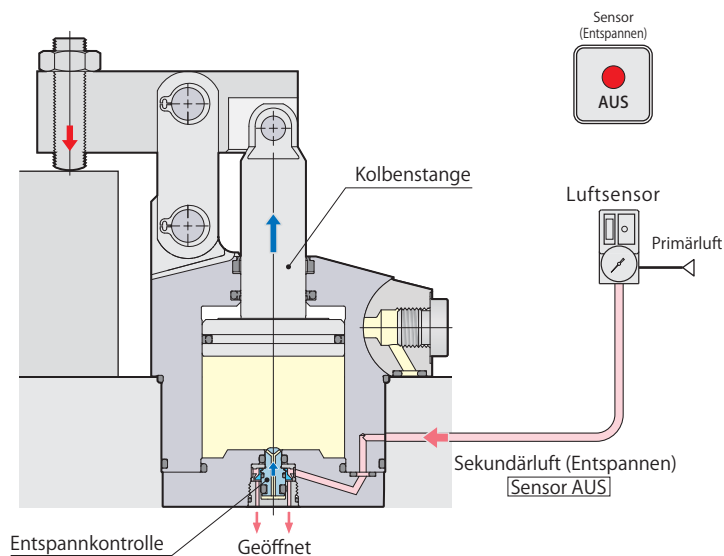 Sensor
(Entspannen)
AUS
Kolbenstange
Luftsensor
Primärluft
Sekundärluft (Entspannen)
Sensor AUS
Entspannkontrolle
Geöffnet